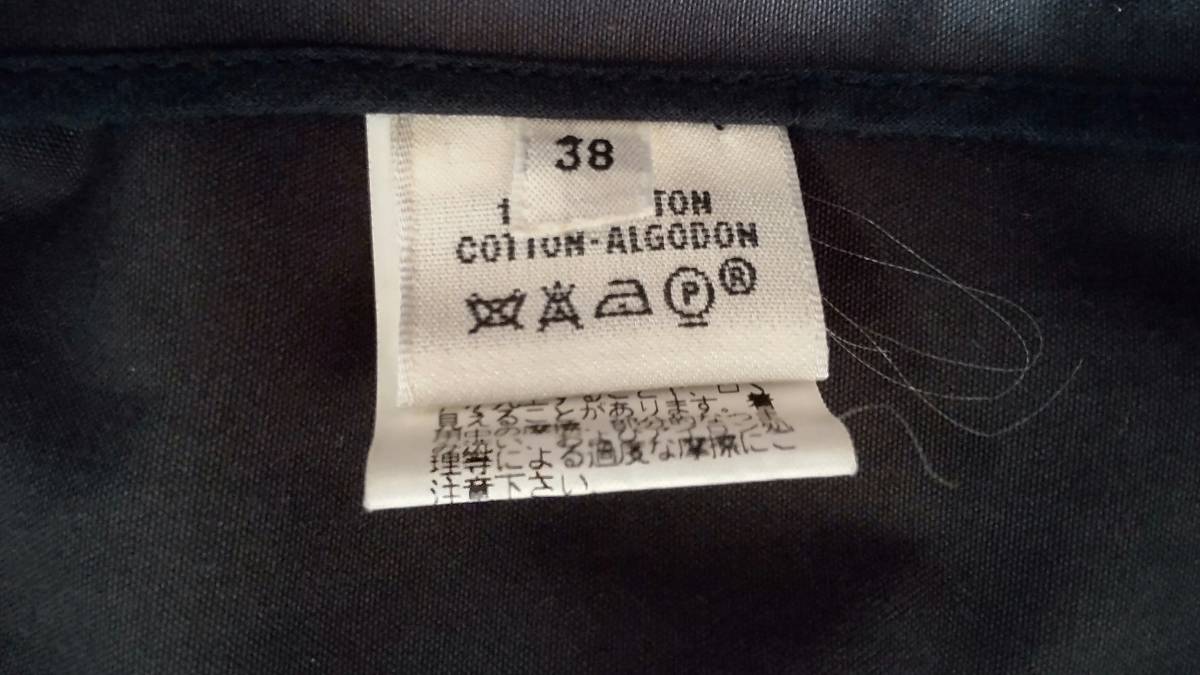 38
TON
COTTON-ALGODON
P ®
見えることがあります。
理等による過度な摩擦にご
注意下さい。